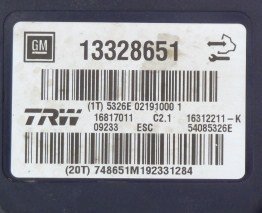 GM 13328651
(1T) 5326E 02191000 1
TRW 16817011 C2.1 16312211-K
09233 ESC 54085326E
(20T) 748651M192331284